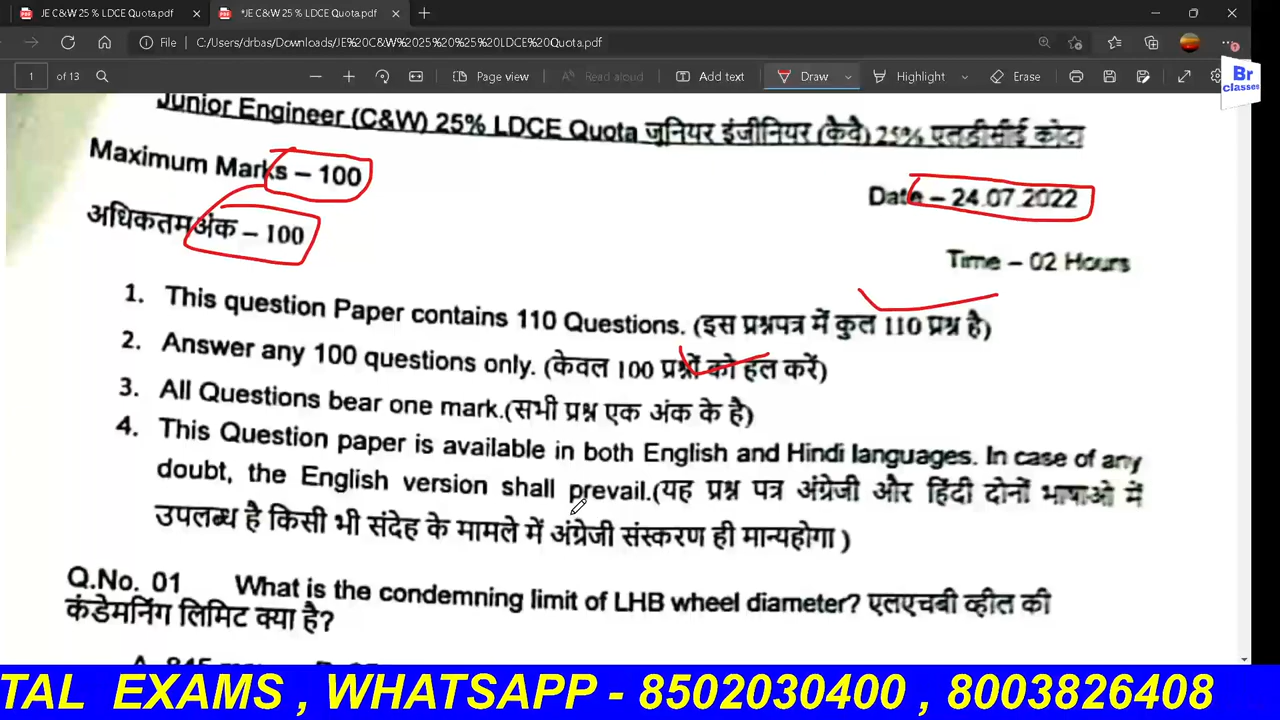 JE C&W 25 % LDCE Quota.pdf
*JE C&W 25 % LDCE Quota.pdf
File
C:/Users/drbas/Downloads/JE%20C&W%2025%20%25%20LDCE%20Quota.pdf
1 of 13
Page view
Read aloud
Add text
Draw
Highlight
Erase
Br
classes
Junior Engineer (C&W) 25% LDCE Quota जूनियर इंजीनियर (कैवै) 25% एलडीसीई कोटा
Maximum Marks – 100
Date – 24.07.2022
अधिकतम अंक – 100
Time – 02 Hours
1. This question Paper contains 110 Questions. (इस प्रश्नपत्र में कुल 110 प्रश्न है)
2. Answer any 100 questions only. (केवल 100 प्रश्नों को हल करें)
3. All Questions bear one mark.(सभी प्रश्न एक अंक के है)
4. This Question paper is available in both English and Hindi languages. In case of any
doubt, the English version shall prevail.(यह प्रश्न पत्र अंग्रेजी और हिंदी दोनों भाषाओ में
उपलब्ध है किसी भी संदेह के मामले में अंग्रेजी संस्करण ही मान्यहोगा )
Q.No. 01 What is the condemning limit of LHB wheel diameter? एलएचबी व्हील की
कंडेमनिंग लिमिट क्या है?
TAL EXAMS , WHATSAPP - 8502030400 , 8003826408